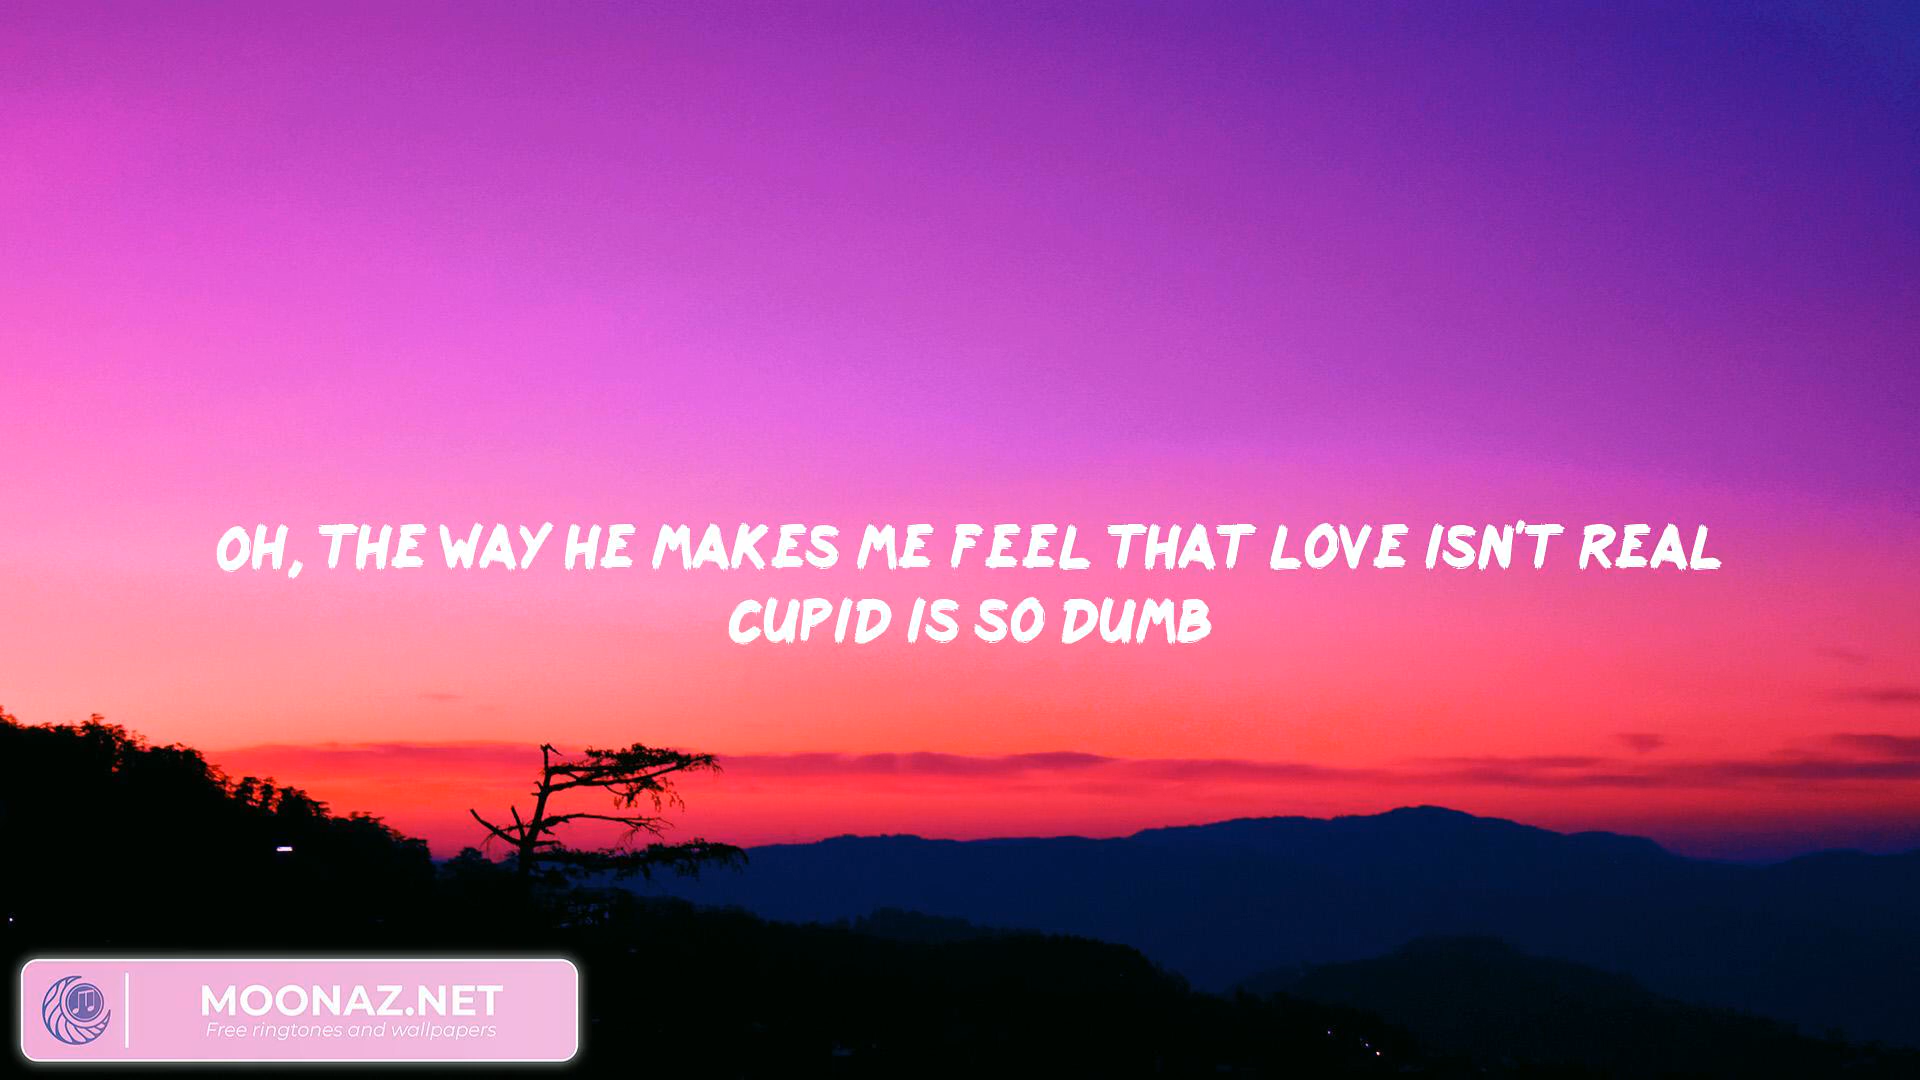 OH, THE WAY HE MAKES ME FEEL THAT LOVE ISN'T REAL
CUPID IS SO DUMB
MOONAZ.NET
Free ringtones and wallpapers